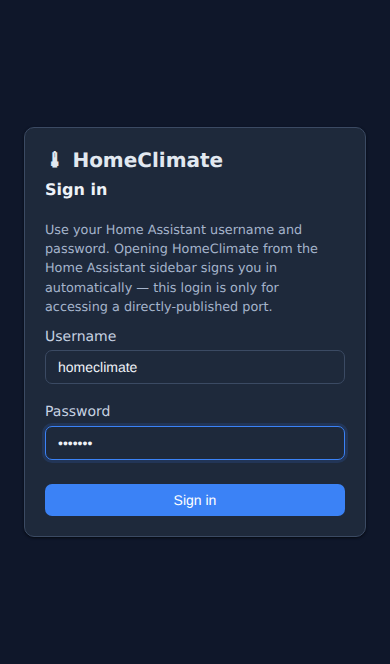 🌡 HomeClimate
Sign in
Use your Home Assistant username and
password. Opening HomeClimate from the
Home Assistant sidebar signs you in
automatically — this login is only for
accessing a directly-published port.
Username
homeclimate
Password
•••••••
Sign in